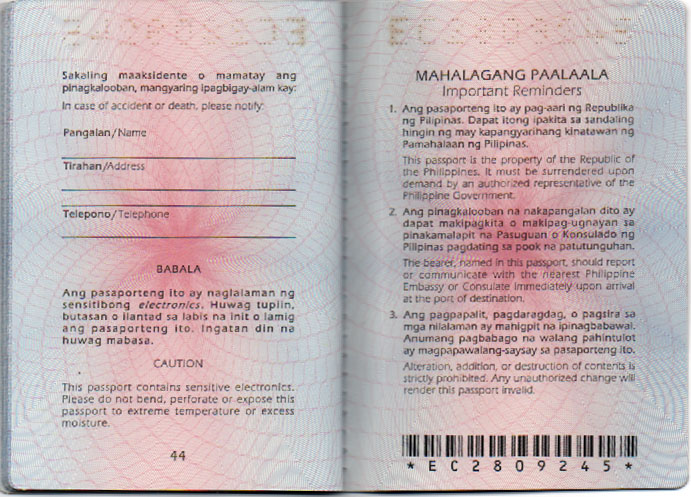 Sakaling maaksidente o mamatay ang
pinagkalooban, mangyaring ipagbigay-alam kay:
In case of accident or death, please notify:
Pangalan/Name
Tirahan/Address
Telepono/Telephone
BABALA
Ang pasaporteng ito ay naglalaman ng
sensitibong electronics. Huwag tupiin,
butasan o ilantad sa labis na init o lamig
ang pasaporteng ito. Ingatan din na
huwag mabasa.
CAUTION
This passport contains sensitive electronics.
Please do not bend, perforate or expose this
passport to extreme temperature or excess
moisture.
44
MAHALAGANG PAALAALA
Important Reminders
1. Ang pasaporteng ito ay pag-aari ng Republika
ng Pilipinas. Dapat itong ipakita sa sandaling
hingin ng may kapangyarihang kinatawan ng
Pamahalaan ng Pilipinas.
This passport is the property of the Republic of
the Philippines. It must be surrendered upon
demand by an authorized representative of the
Philippine Government.
2. Ang pinagkalooban na nakapangalan dito ay
dapat makipagkita o makipag-ugnayan sa
pinakamalapit na Pasuguan o Konsulado ng
Pilipinas pagdating sa pook na patutunguhan.
The bearer, named in this passport, should report
or communicate with the nearest Philippine
Embassy or Consulate immediately upon arrival
at the port of destination.
3. Ang pagpapalit, pagdaragdag, o pagsira sa
mga nilalaman ay mahigpit na ipinagbabawal.
Anumang pagbabago na walang pahintulot
ay magpapawalang-saysay sa pasaporteng ito.
Alteration, addition, or destruction of contents is
strictly prohibited. Any unauthorized change will
render this passport invalid.
*EC2809245*